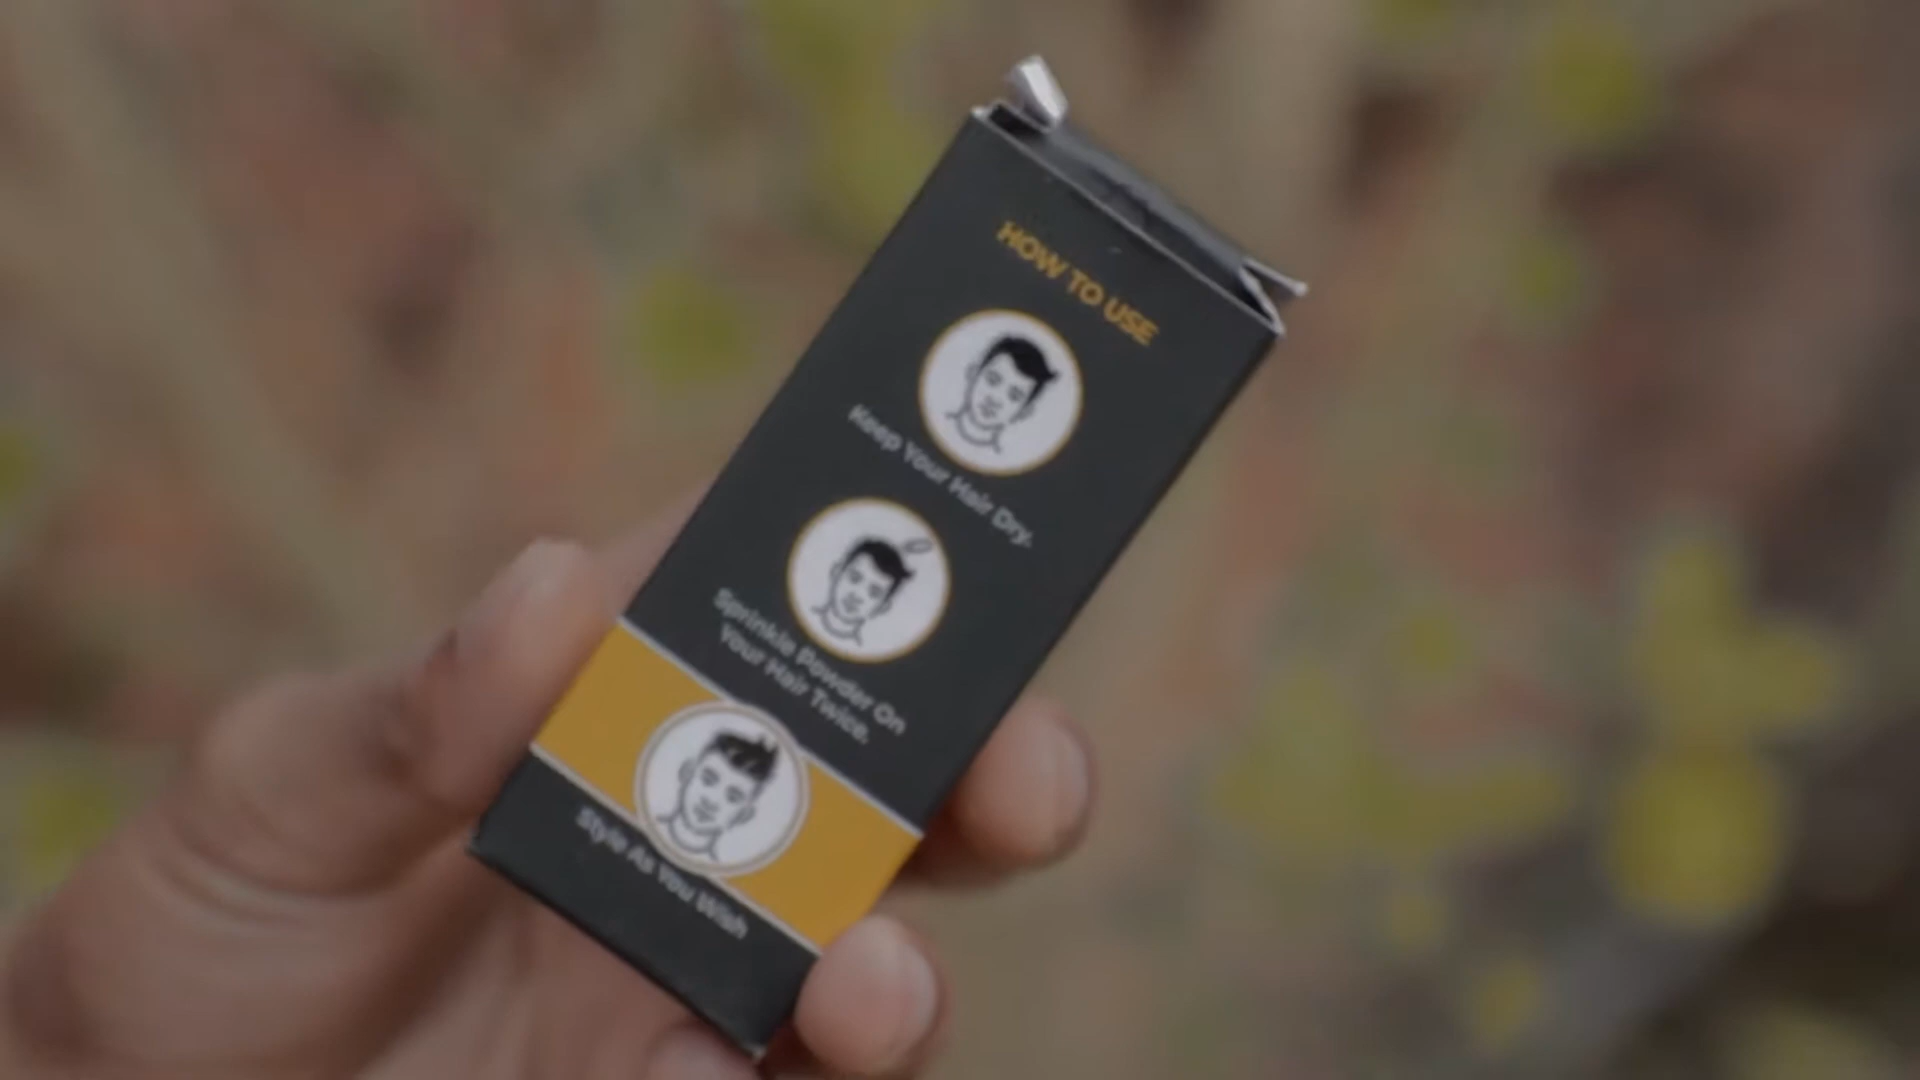 HOW TO USE
Keep Your Hair Dry.
Sprinkle Powder On
Your Hair Twice.
Style As You Wish